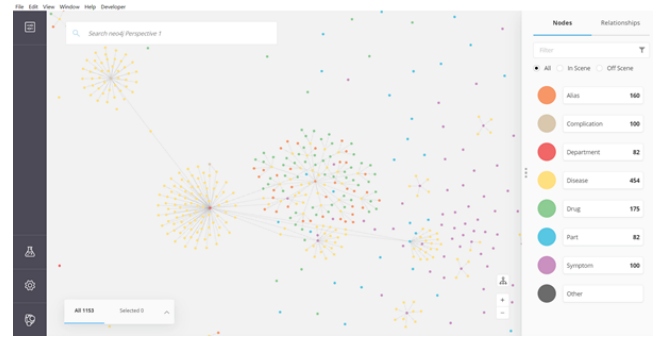 File Edit View Window Help Developer
Search neo4j Perspective 1
Nodes Relationships
Filter
All In Scene Off Scene
Alias 160
Complication 100
Department 82
Disease 454
Drug 175
Part 82
Symptom 100
Other
All 1153 Selected 0